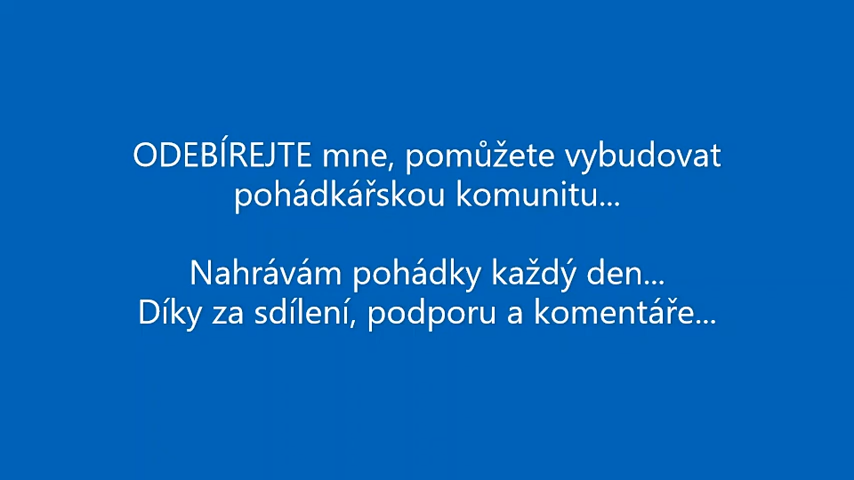 ODEBÍREJTE mne, pomůžete vybudovat
pohádkářskou komunitu...
Nahrávám pohádky každý den...
Díky za sdílení, podporu a komentáře...